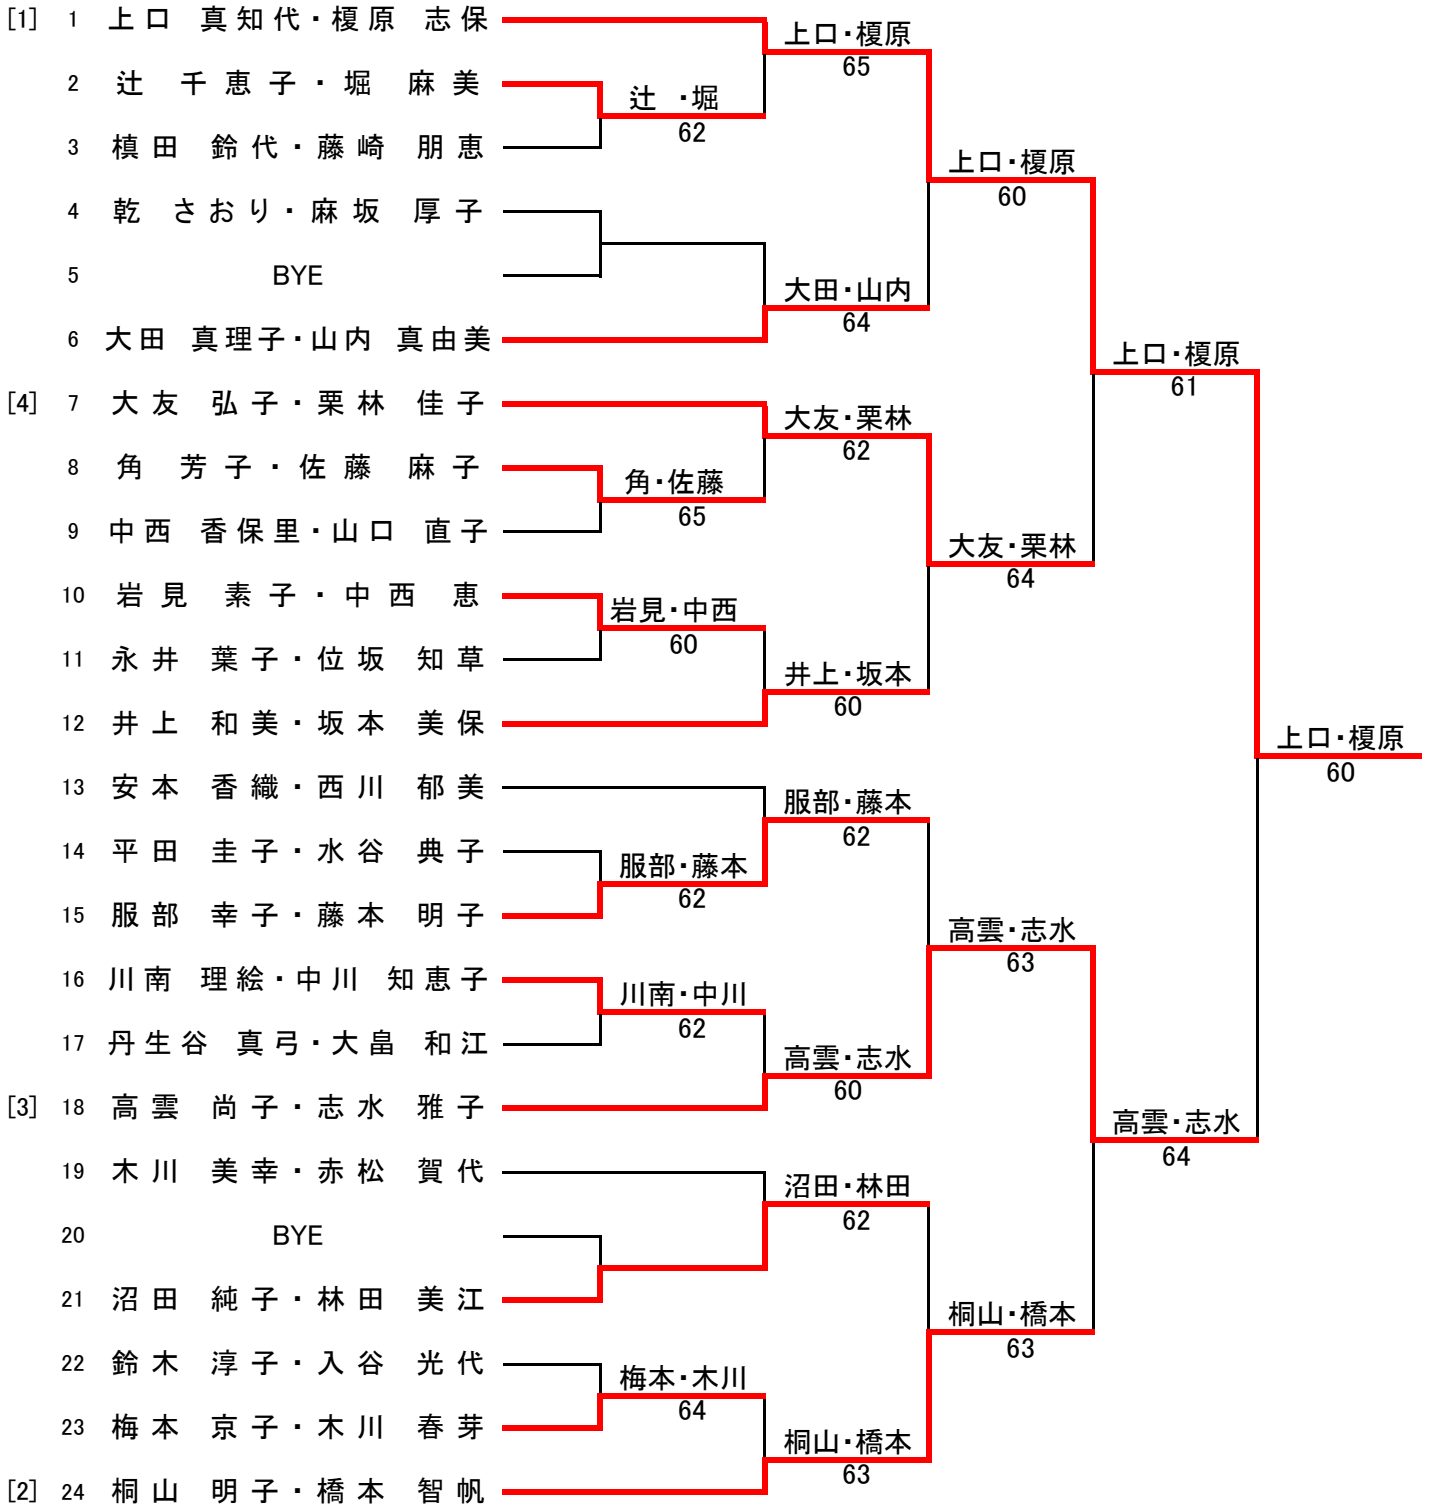 [1] 1 上口 真知代・榎原 志保
上口・榎原
65
2 辻 千恵子・堀 麻美
辻 ・堀
62
3 槙田 鈴代・藤崎 朋恵
上口・榎原
60
4 乾 さおり・麻坂 厚子
5 BYE
大田・山内
64
6 大田 真理子・山内 真由美
上口・榎原
61
[4] 7 大友 弘子・栗林 佳子
大友・栗林
62
8 角 芳子・佐藤 麻子
角・佐藤
65
9 中西 香保里・山口 直子
大友・栗林
64
10 岩見 素子・中西 恵
岩見・中西
60
11 永井 葉子・位坂 知草
井上・坂本
60
12 井上 和美・坂本 美保
上口・榎原
60
13 安本 香織・西川 郁美
服部・藤本
62
14 平田 圭子・水谷 典子
服部・藤本
62
15 服部 幸子・藤本 明子
高雲・志水
63
16 川南 理絵・中川 知恵子
川南・中川
62
17 丹生谷 真弓・大畠 和江
高雲・志水
60
[3] 18 高雲 尚子・志水 雅子
高雲・志水
64
19 木川 美幸・赤松 賀代
沼田・林田
62
20 BYE
21 沼田 純子・林田 美江
桐山・橋本
63
22 鈴木 淳子・入谷 光代
梅本・木川
64
23 梅本 京子・木川 春芽
桐山・橋本
63
[2] 24 桐山 明子・橋本 智帆